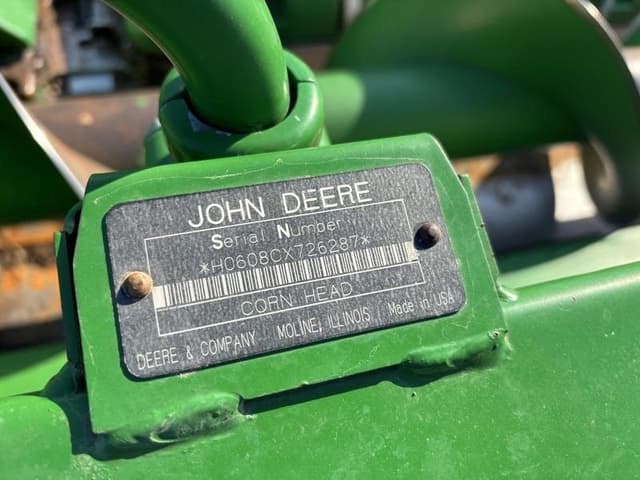 JOHN DEERE
Serial Number
*H0608CX726287*
CORN HEAD
DEERE & COMPANY MOLINE, ILLINOIS Made in USA